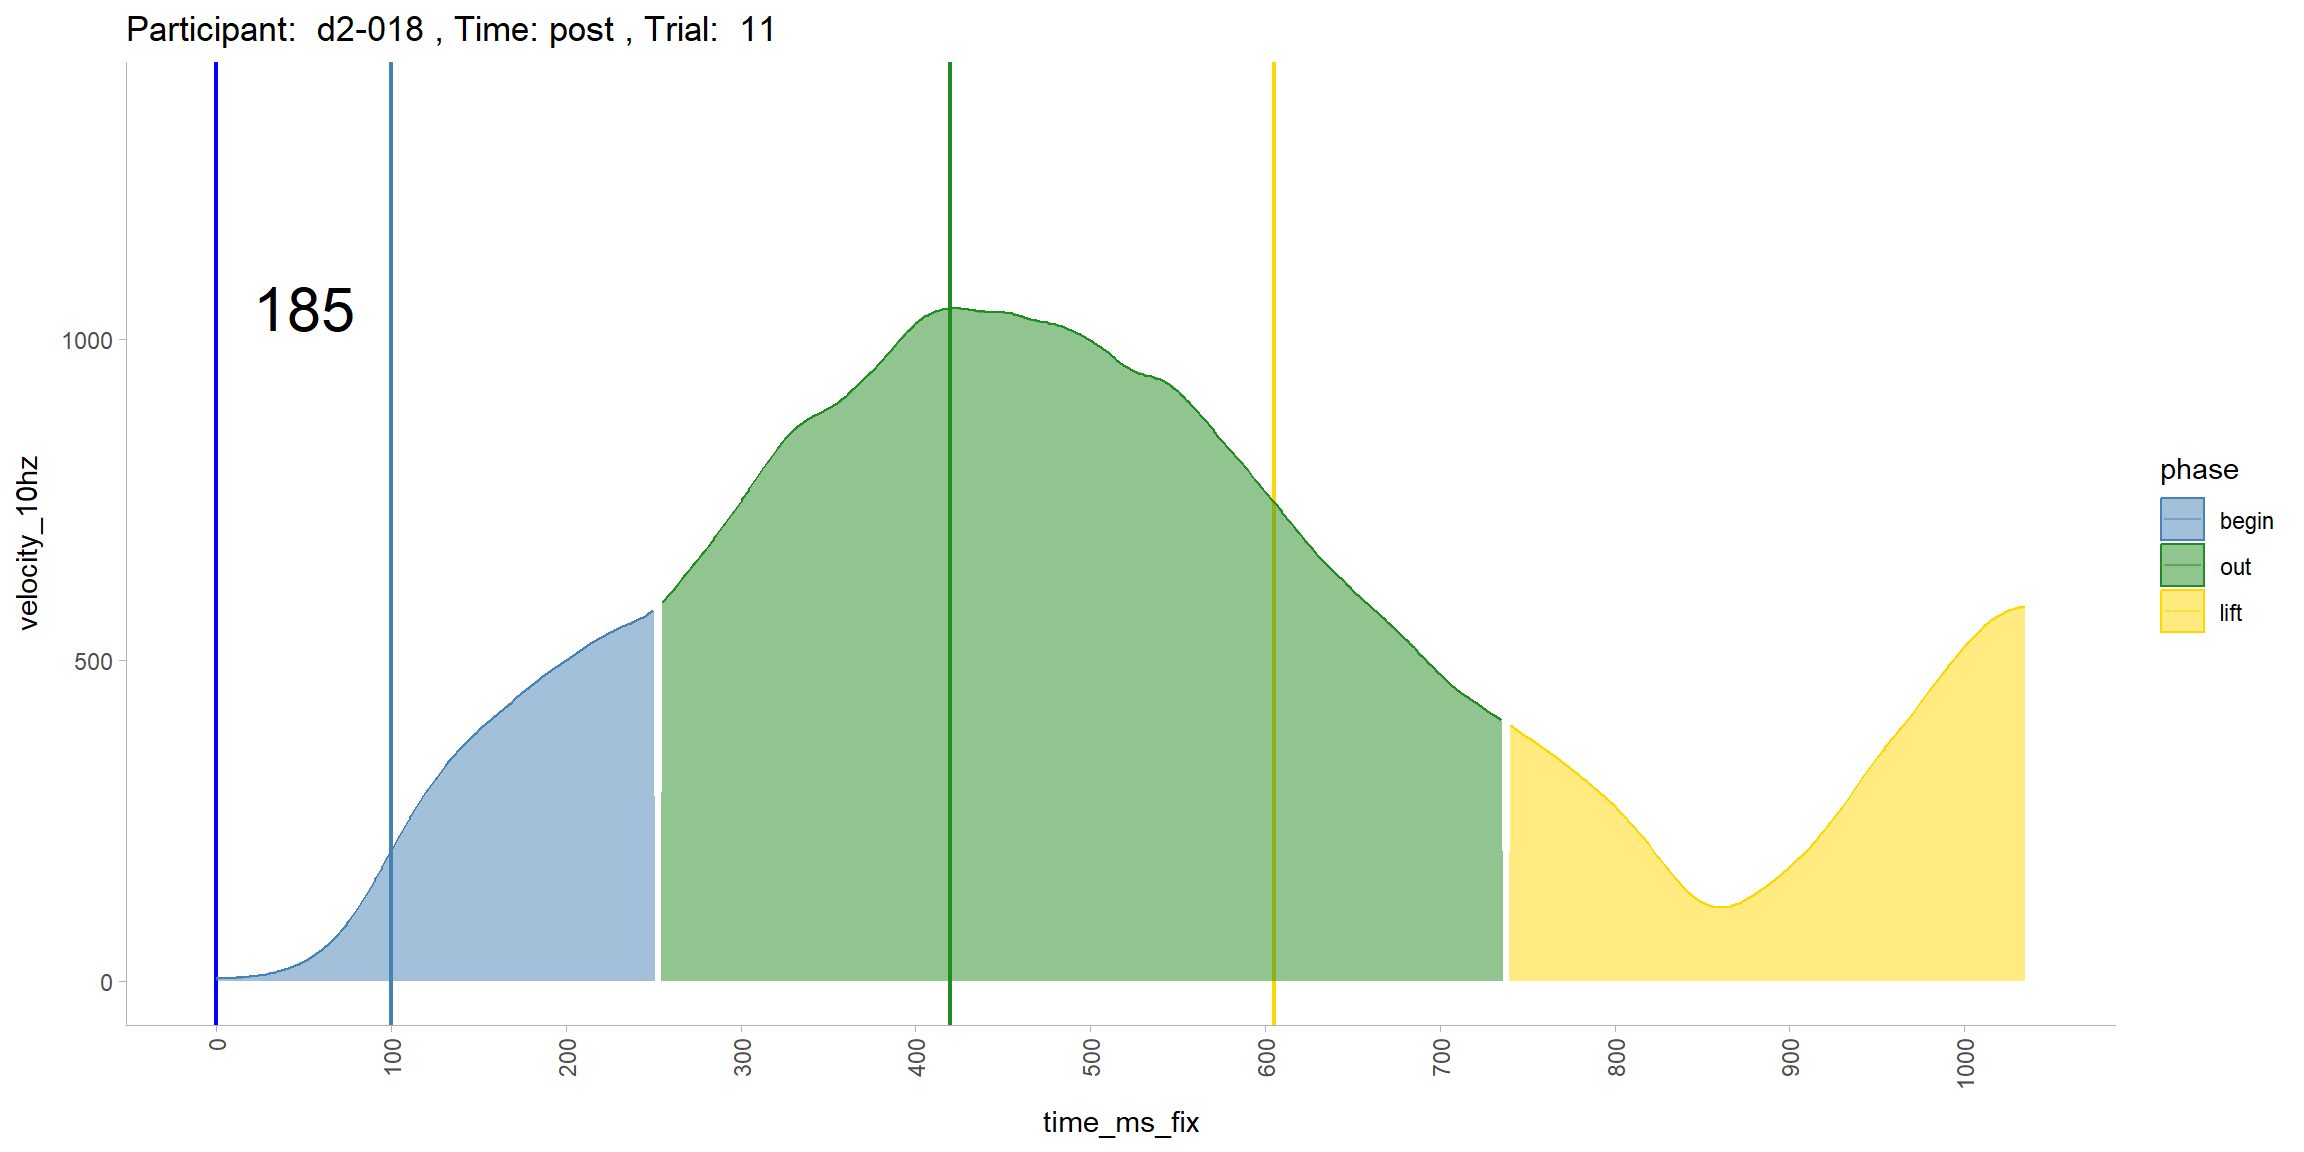 Participant:  d2-018 , Time: post , Trial:  11
185
1000
500
0
velocity_10hz
0
100
200
300
400
500
600
700
800
900
1000
time_ms_fix
phase
begin
out
lift